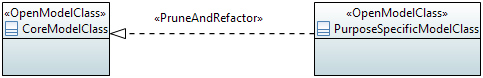 «OpenModelClass»
CoreModelClass
«PruneAndRefactor»
«OpenModelClass»
PurposeSpecificModelClass